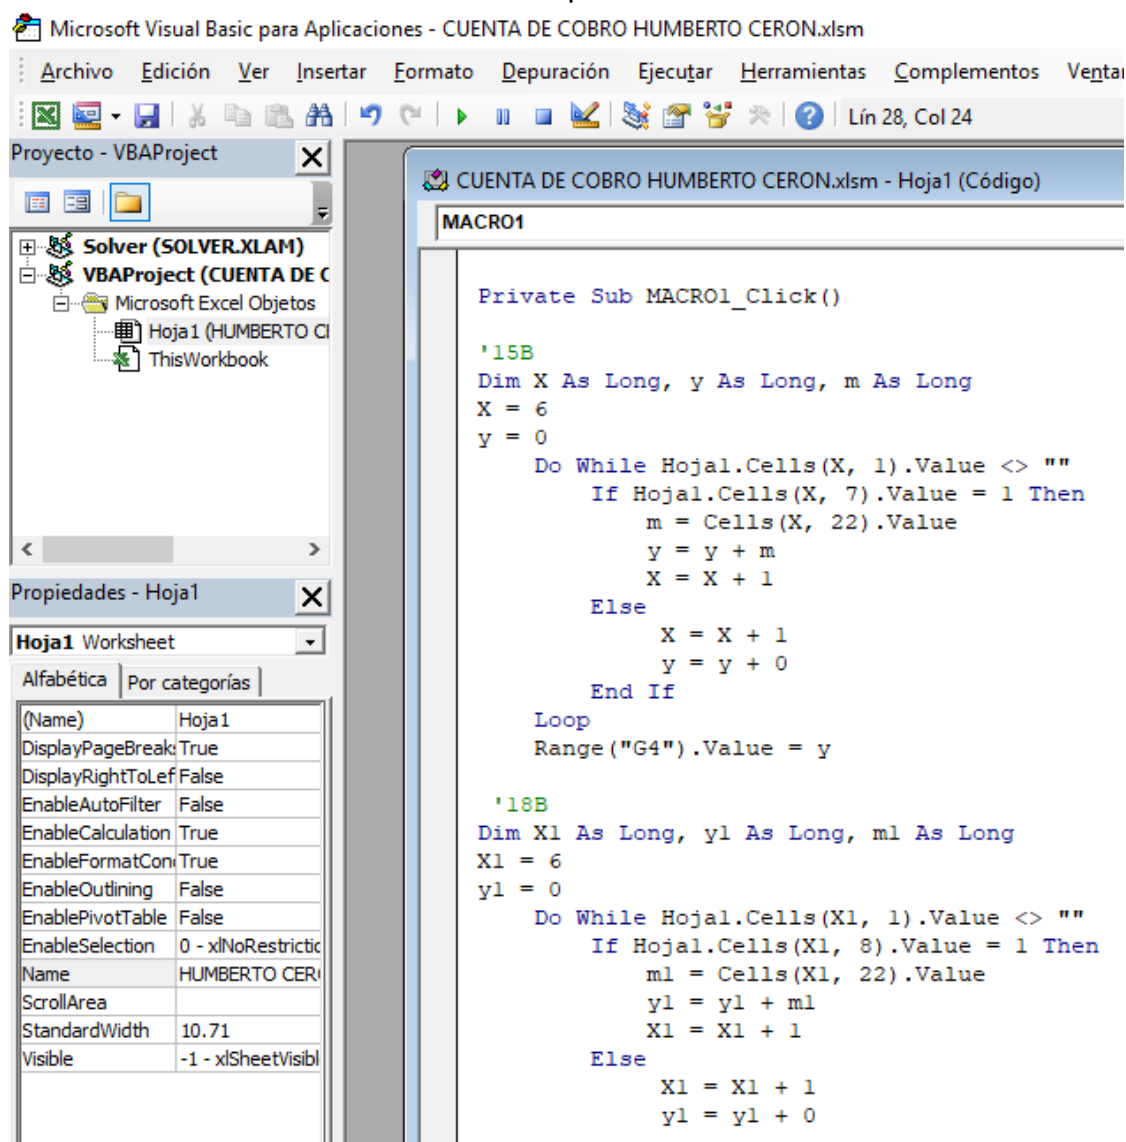 Microsoft Visual Basic para Aplicaciones - CUENTA DE COBRO HUMBERTO CERON.xlsm
Archivo Edición Ver Insertar Formato Depuración Ejecutar Herramientas Complementos Ventan
Lín 28, Col 24
Proyecto - VBAProject
Solver (SOLVER.XLAM)
VBAProject (CUENTA DE C
Microsoft Excel Objetos
Hoja1 (HUMBERTO CE
ThisWorkbook
Propiedades - Hoja1
Hoja1 Worksheet
Alfabética Por categorías
(Name) Hoja1
DisplayPageBreaks True
DisplayRightToLef False
EnableAutoFilter False
EnableCalculation True
EnableFormatCon True
EnableOutlining False
EnablePivotTable False
EnableSelection 0 - xlNoRestrictio
Name HUMBERTO CER
ScrollArea
StandardWidth 10.71
Visible -1 - xlSheetVisibl
CUENTA DE COBRO HUMBERTO CERON.xlsm - Hoja1 (Código)
MACRO1
Private Sub MACRO1_Click()
'15B
Dim X As Long, y As Long, m As Long
X = 6
y = 0
Do While Hoja1.Cells(X, 1).Value <> ""
If Hoja1.Cells(X, 7).Value = 1 Then
m = Cells(X, 22).Value
y = y + m
X = X + 1
Else
X = X + 1
y = y + 0
End If
Loop
Range("G4").Value = y
'18B
Dim X1 As Long, y1 As Long, m1 As Long
X1 = 6
y1 = 0
Do While Hoja1.Cells(X1, 1).Value <> ""
If Hoja1.Cells(X1, 8).Value = 1 Then
m1 = Cells(X1, 22).Value
y1 = y1 + m1
X1 = X1 + 1
Else
X1 = X1 + 1
y1 = y1 + 0